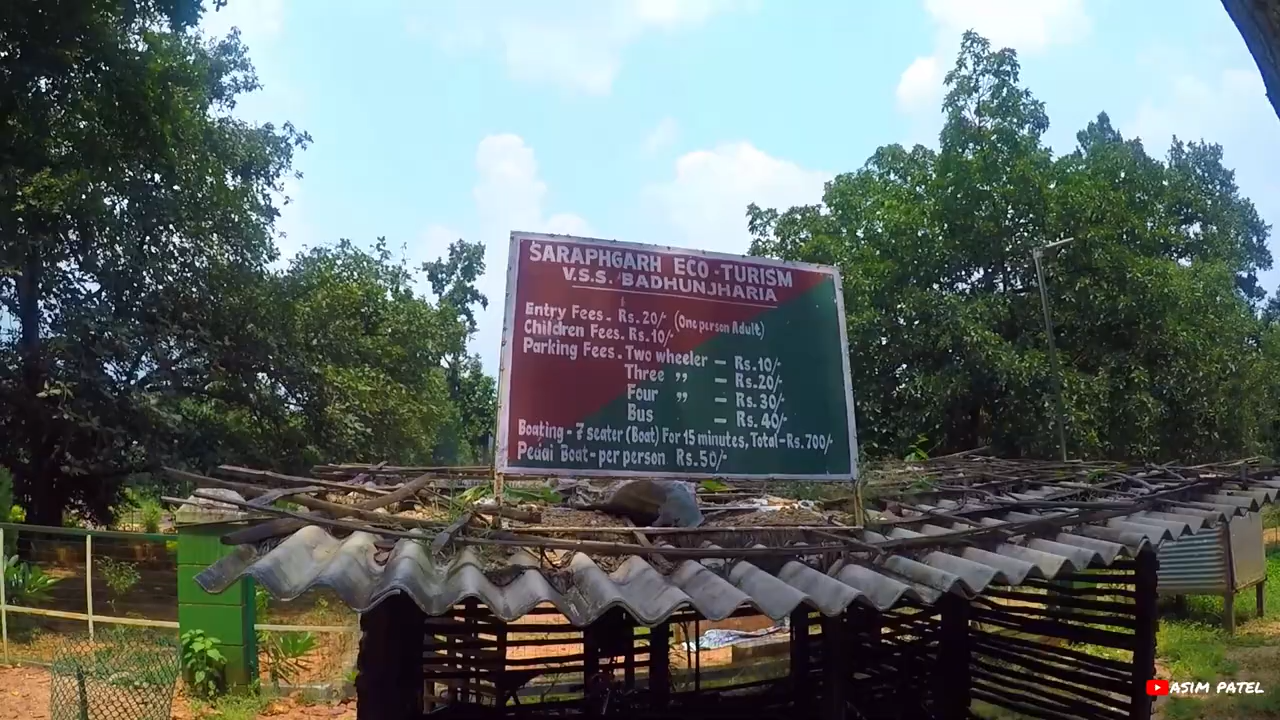 SARAPHGARH ECO-TURISM
V.S.S. BADHUNJHARIA
Entry Fees - Rs. 20/- (One person Adult)
Children Fees - Rs. 10/-
Parking Fees - Two wheeler - Rs. 10/-
Three ,, - Rs. 20/-
Four ,, - Rs. 30/-
Bus - Rs. 40/-
Boating - 7 seater (Boat) For 15 minutes, Total - Rs. 700/-
Pedal Boat - per person Rs. 50/-
ASIM PATEL